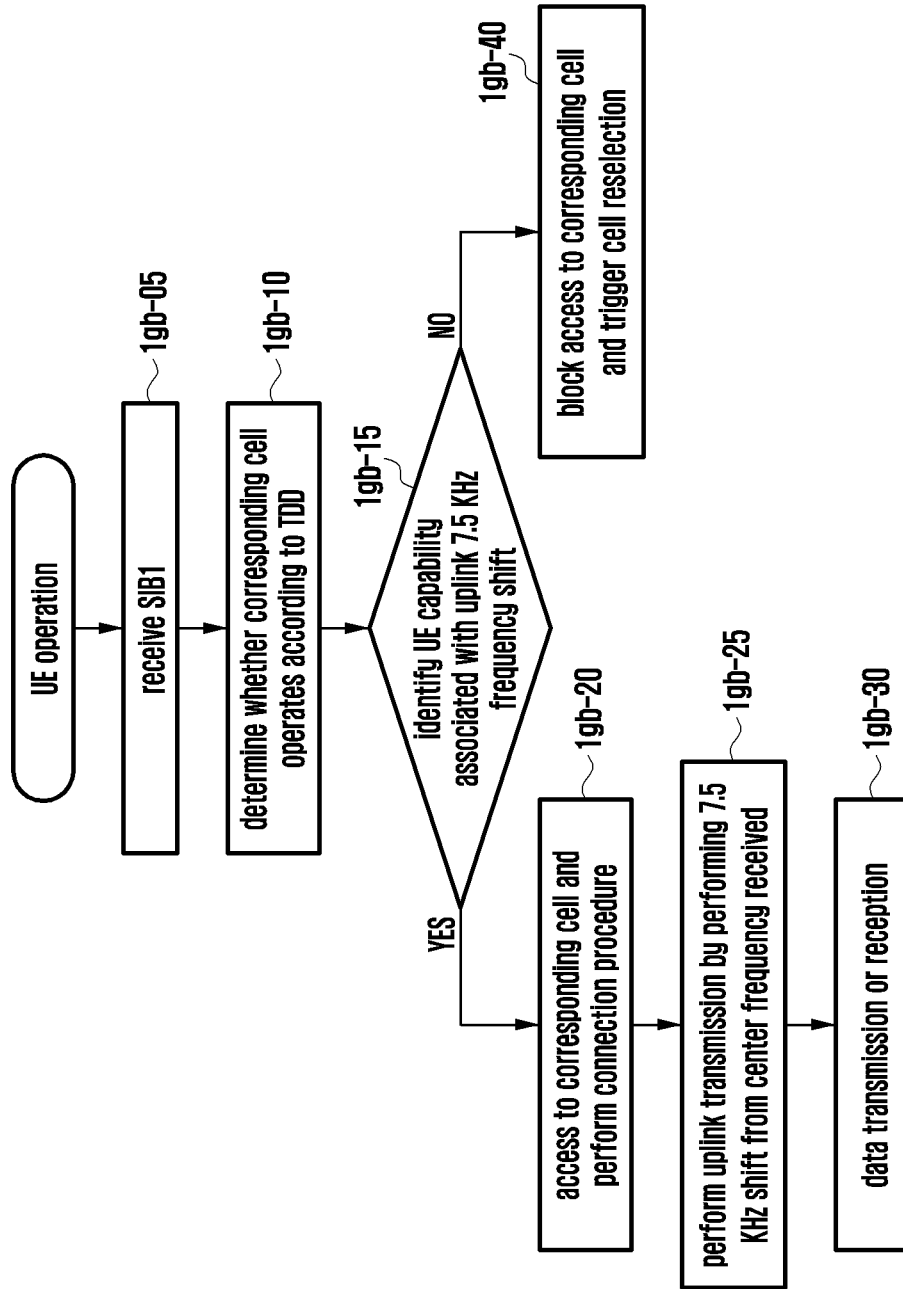 UE operation
receive SIB1
1gb-05
determine whether corresponding cell
operates according to TDD
1gb-10
identify UE capability
associated with uplink 7.5 KHz
frequency shift
1gb-15
YES
NO
access to corresponding cell and
perform connection procedure
1gb-20
perform uplink transmission by performing 7.5
KHz shift from center frequency received
1gb-25
data transmission or reception
1gb-30
block access to corresponding cell
and trigger cell reselection
1gb-40